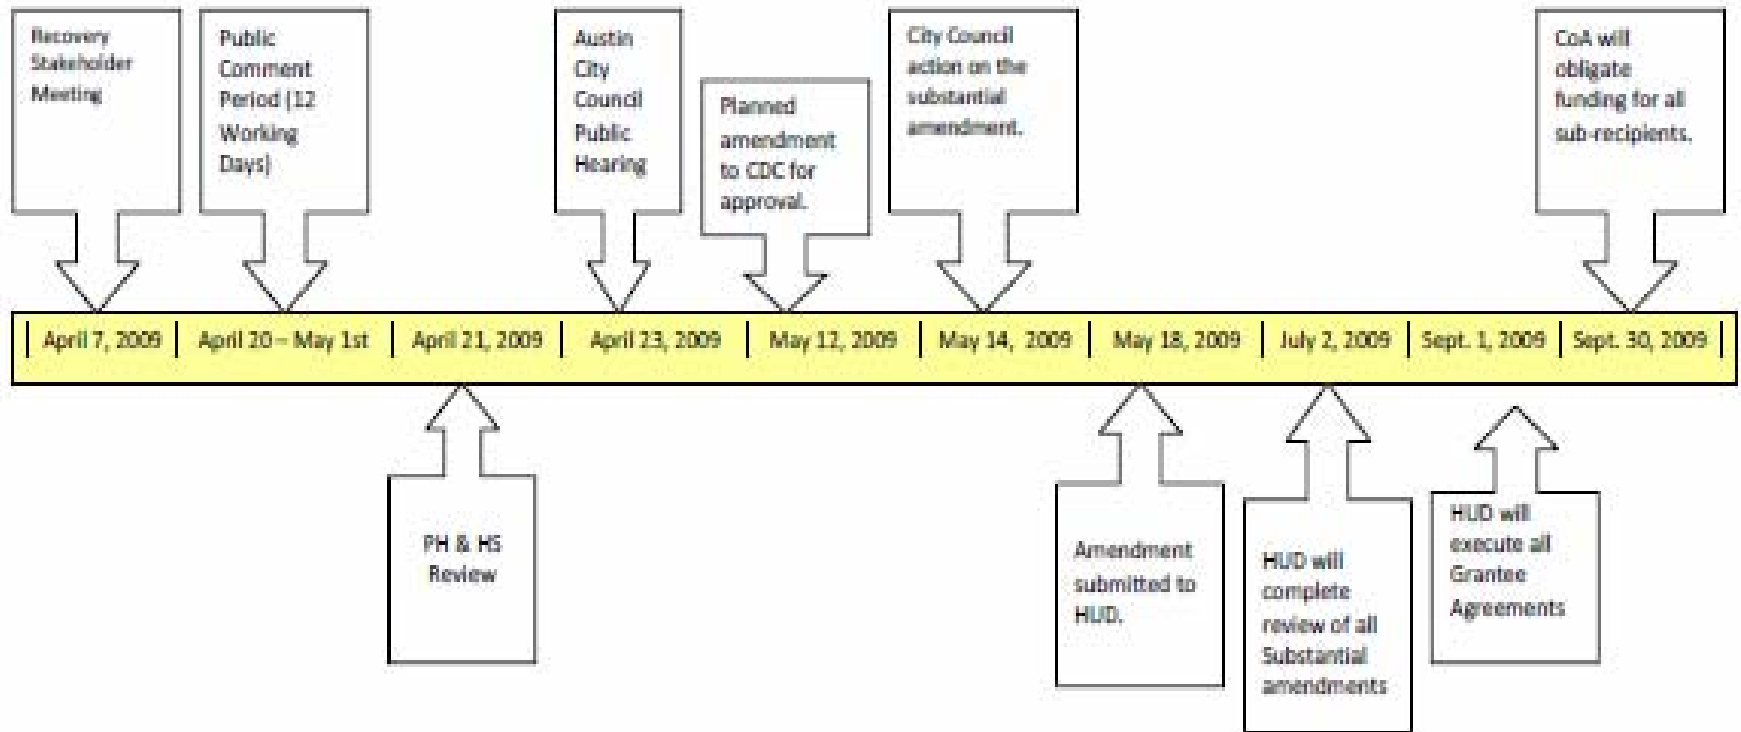 Recovery
Stakeholder
Meeting
Public
Comment
Period (12
Working
Days)
Austin
City
Council
Public
Hearing
Planned
amendment
to CDC for
approval.
City Council
action on the
substantial
amendment.
CoA will
obligate
funding for all
sub-recipients.
April 7, 2009
April 20 – May 1st
April 21, 2009
April 23, 2009
May 12, 2009
May 14, 2009
May 18, 2009
July 2, 2009
Sept. 1, 2009
Sept. 30, 2009
PH & HS
Review
Amendment
submitted to
HUD.
HUD will
complete
review of all
Substantial
amendments
HUD will
execute all
Grantee
Agreements